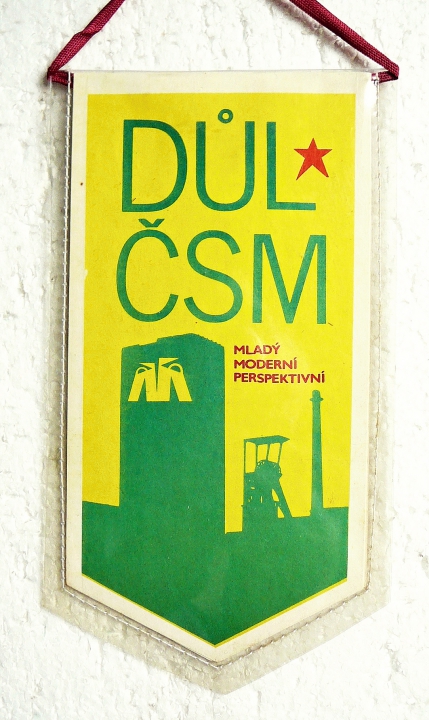 DŮL
ČSM
MLADÝ
MODERNÍ
PERSPEKTIVNÍ